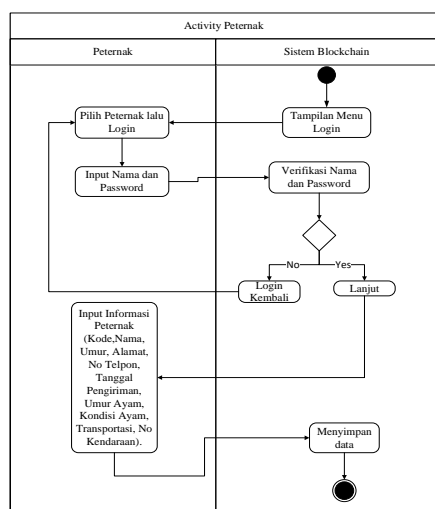 Activity Peternak
Peternak
Sistem Blockchain
Tampilan Menu
Login
Pilih Peternak lalu
Login
Input Nama dan
Password
Verifikasi Nama
dan Password
No
Yes
Login
Kembali
Lanjut
Input Informasi
Peternak
(Kode,Nama,
Umur, Alamat,
No Telpon,
Tanggal
Pengiriman,
Umur Ayam,
Kondisi Ayam,
Transportasi, No
Kendaraan).
Menyimpan
data